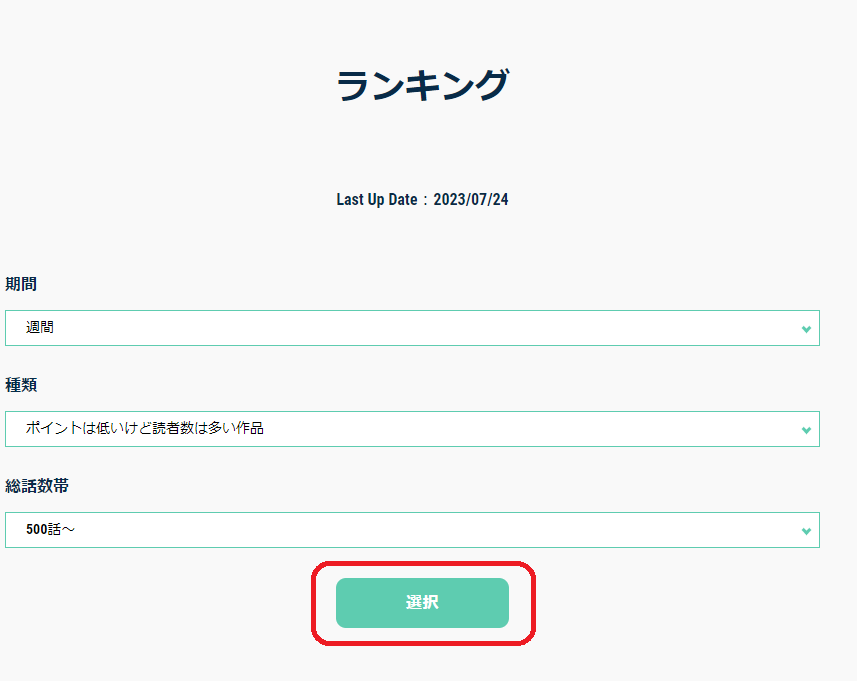 ランキング
Last Up Date：2023/07/24
期間
週間
種類
ポイントは低いけど読者数は多い作品
総話数帯
500話～
選択